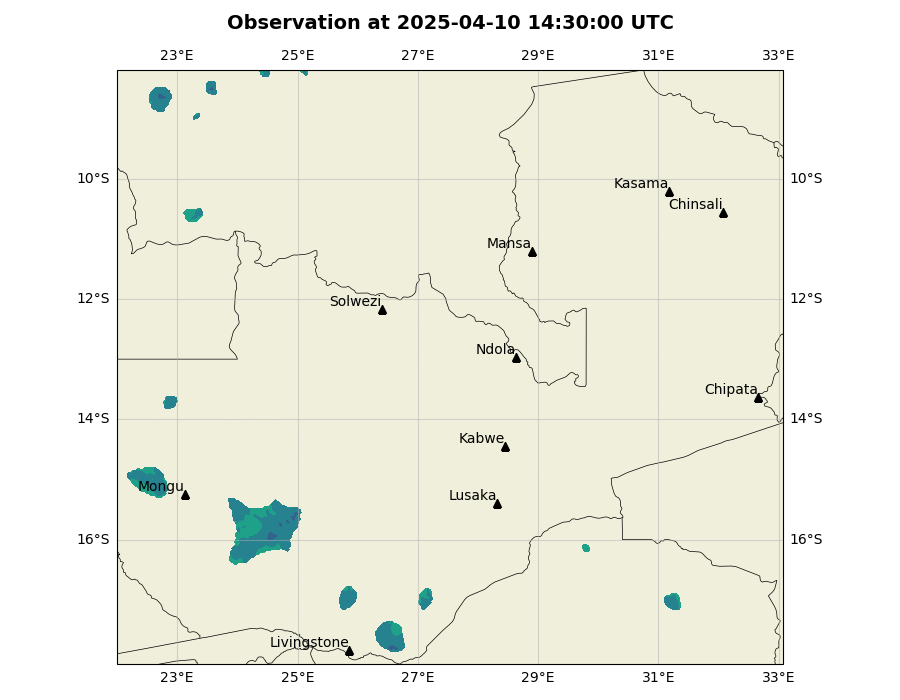 Observation at 2025-04-10 14:30:00 UTC
23°E 25°E 27°E 29°E 31°E 33°E
10°S 10°S
Kasama
Chinsali
Mansa
12°S 12°S
Solwezi
Ndola
Chipata
14°S 14°S
Kabwe
Mongu
Lusaka
16°S 16°S
Livingstone
23°E 25°E 27°E 29°E 31°E 33°E